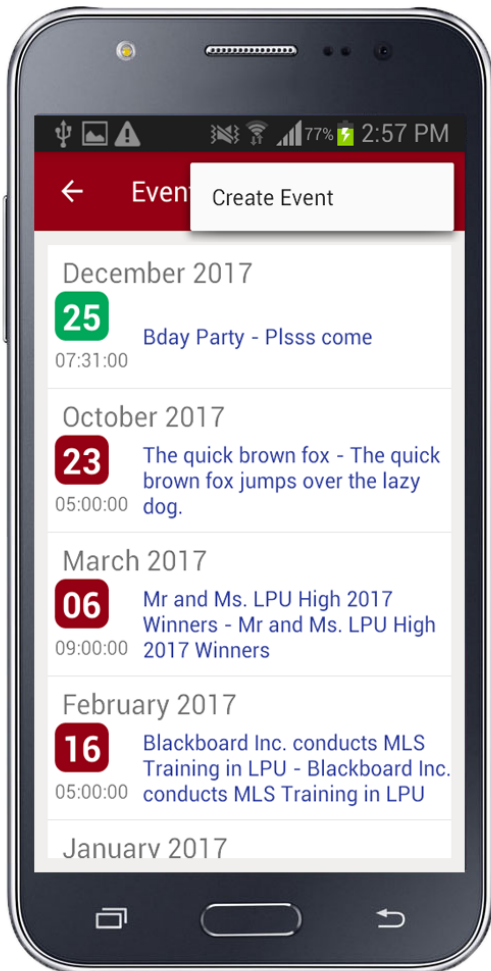 77% 2:57 PM
Even
Create Event
December 2017
25
Bday Party - Plsss come
07:31:00
October 2017
23
The quick brown fox - The quick
brown fox jumps over the lazy
05:00:00
dog.
March 2017
06
Mr and Ms. LPU High 2017
Winners - Mr and Ms. LPU High
09:00:00
2017 Winners
February 2017
16
Blackboard Inc. conducts MLS
Training in LPU - Blackboard Inc.
05:00:00
conducts MLS Training in LPU
January 2017